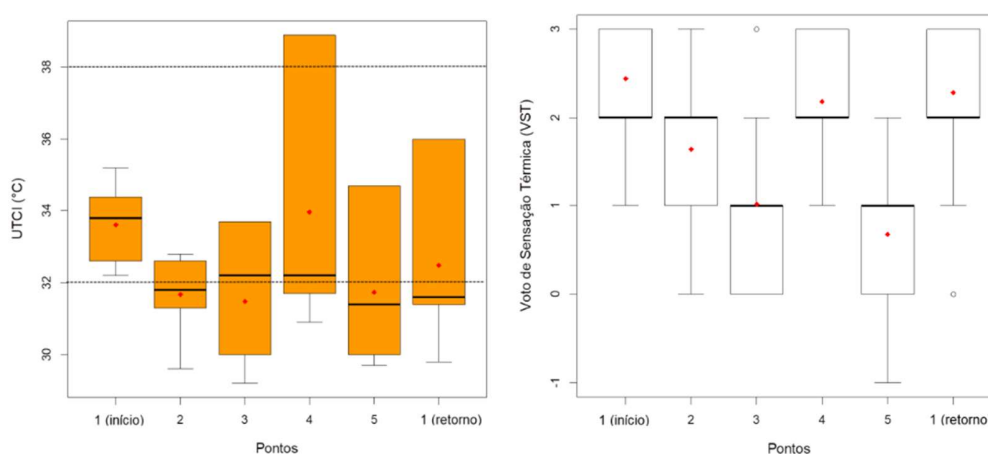 UTCI (°C)
38
36
34
32
30
1 (início) 2 3 4 5 1 (retorno)
Pontos
Voto de Sensação Térmica (VST)
3
2
1
0
-1
1 (início) 2 3 4 5 1 (retorno)
Pontos